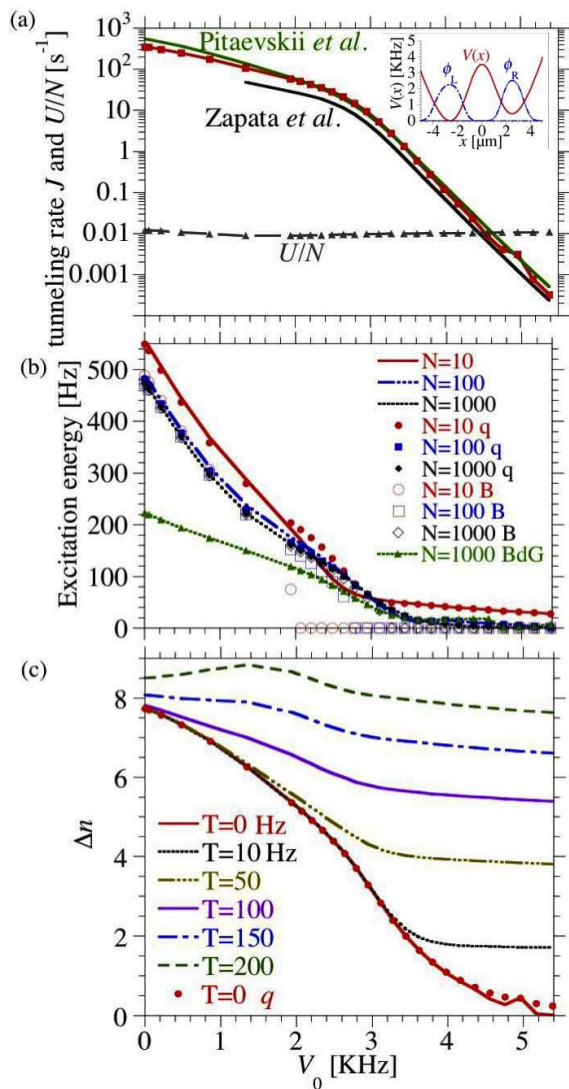 (a)
tunneling rate J and U/N [s⁻¹]
10³
10²
10
1
0.1
0.01
0.001
Pitaevskii et al.
Zapata et al.
U/N
V(x) [KHz]
5
4
3
2
1
0
ϕL
V(x)
ϕR
-4 -2 0 2 4
x [μm]
(b)
Excitation energy [Hz]
500
400
300
200
100
0
N=10
N=100
N=1000
N=10 q
N=100 q
N=1000 q
N=10 B
N=100 B
N=1000 B
N=1000 BdG
(c)
Δn
8
6
4
2
0
T=0 Hz
T=10 Hz
T=50
T=100
T=150
T=200
T=0 q
0 1 2 3 4 5
V₀ [KHz]